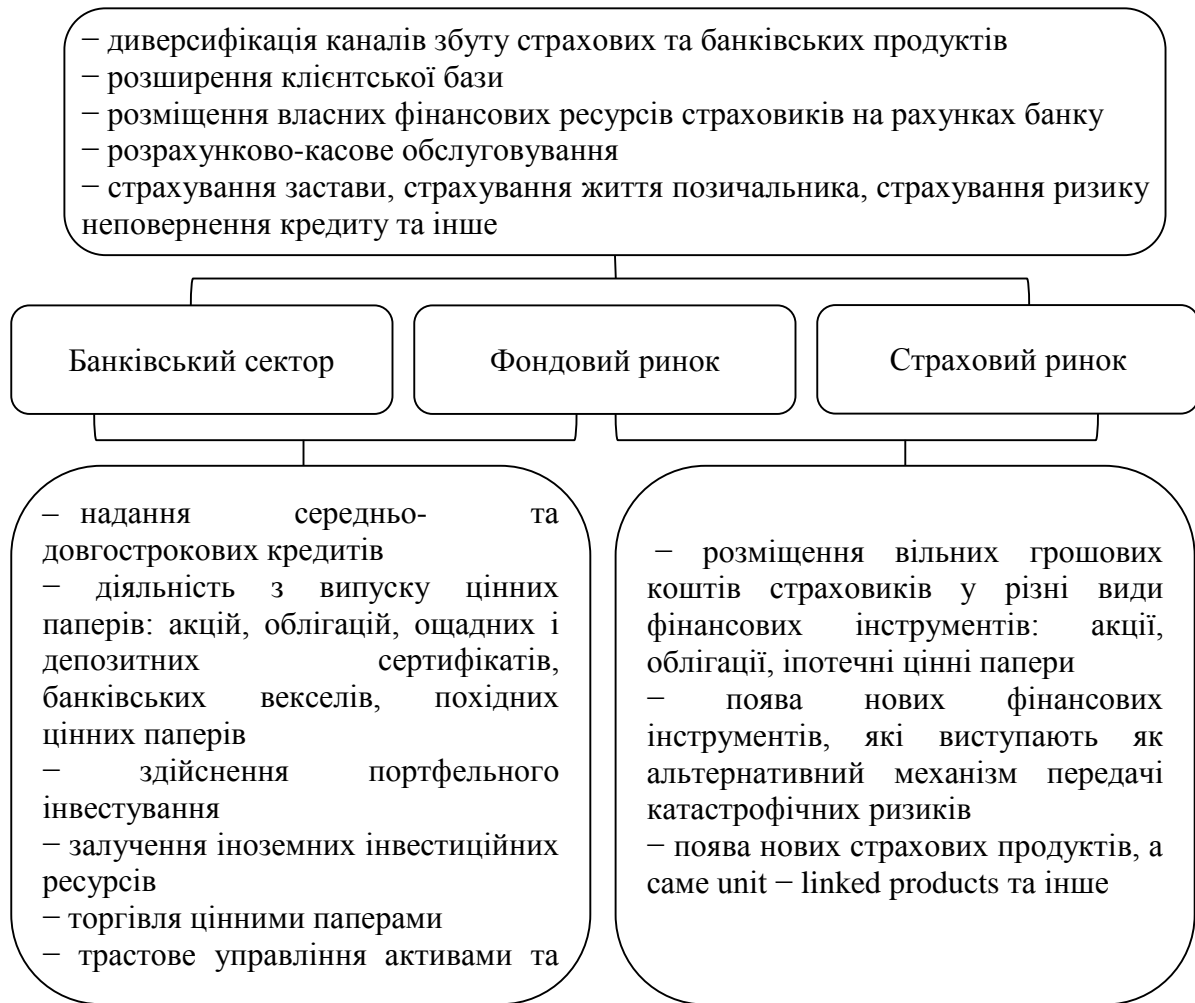 − диверсифікація каналів збуту страхових та банківських продуктів
− розширення клієнтської бази
− розміщення власних фінансових ресурсів страховиків на рахунках банку
− розрахунково-касове обслуговування
− страхування застави, страхування життя позичальника, страхування ризику
неповернення кредиту та інше
Банківський сектор
Фондовий ринок
Страховий ринок
− надання середньо- та
довгострокових кредитів
− діяльність з випуску цінних
паперів: акцій, облігацій, ощадних і
депозитних сертифікатів,
банківських векселів, похідних
цінних паперів
− здійснення портфельного
інвестування
− залучення іноземних інвестиційних
ресурсів
− торгівля цінними паперами
− трастове управління активами та
− розміщення вільних грошових
коштів страховиків у різні види
фінансових інструментів: акції,
облігації, іпотечні цінні папери
− поява нових фінансових
інструментів, які виступають як
альтернативний механізм передачі
катастрофічних ризиків
− поява нових страхових продуктів, а
саме unit − linked products та інше